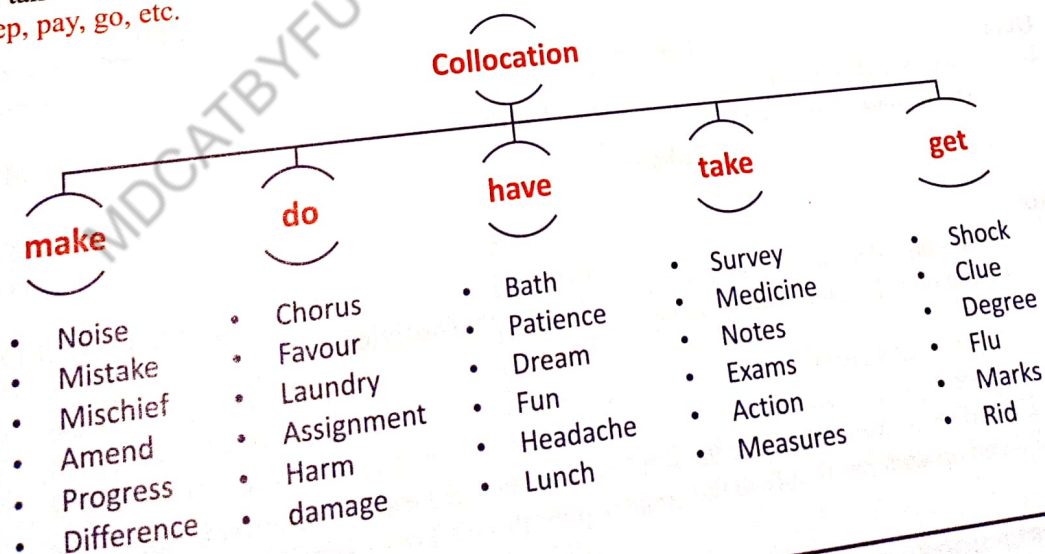 ep, pay, go, etc.
MDCATBYFU
Collocation
make
Noise
Mistake
Mischief
Amend
Progress
Difference
do
Chorus
Favour
Laundry
Assignment
Harm
damage
have
Bath
Patience
Dream
Fun
Headache
Lunch
take
Survey
Medicine
Notes
Exams
Action
Measures
get
Shock
Clue
Degree
Flu
Marks
Rid